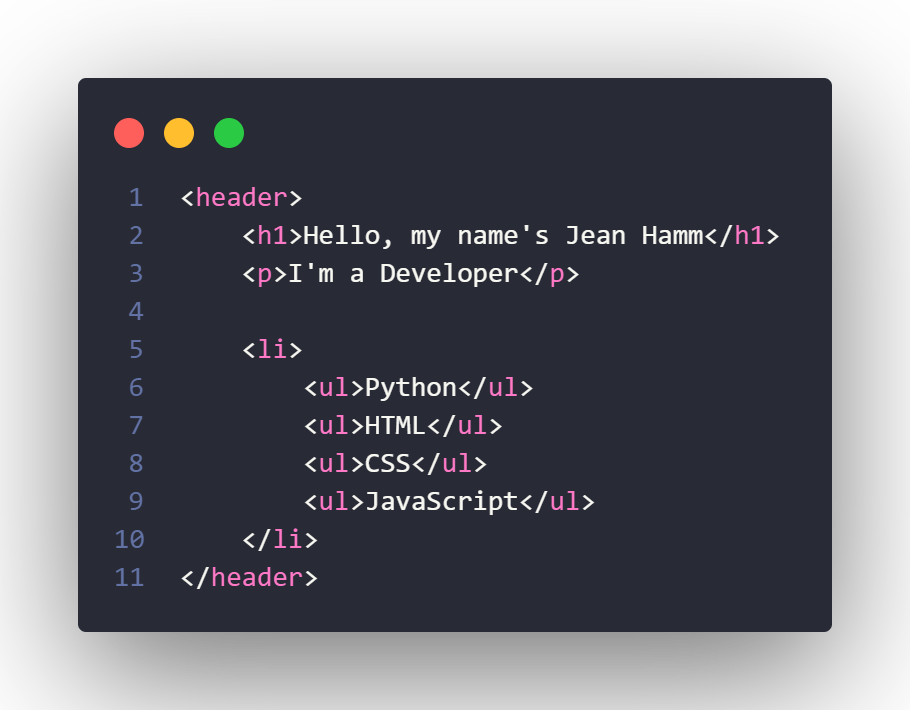 1 <header>
2     <h1>Hello, my name's Jean Hamm</h1>
3     <p>I'm a Developer</p>
4
5     <li>
6         <ul>Python</ul>
7         <ul>HTML</ul>
8         <ul>CSS</ul>
9         <ul>JavaScript</ul>
10     </li>
11 </header>